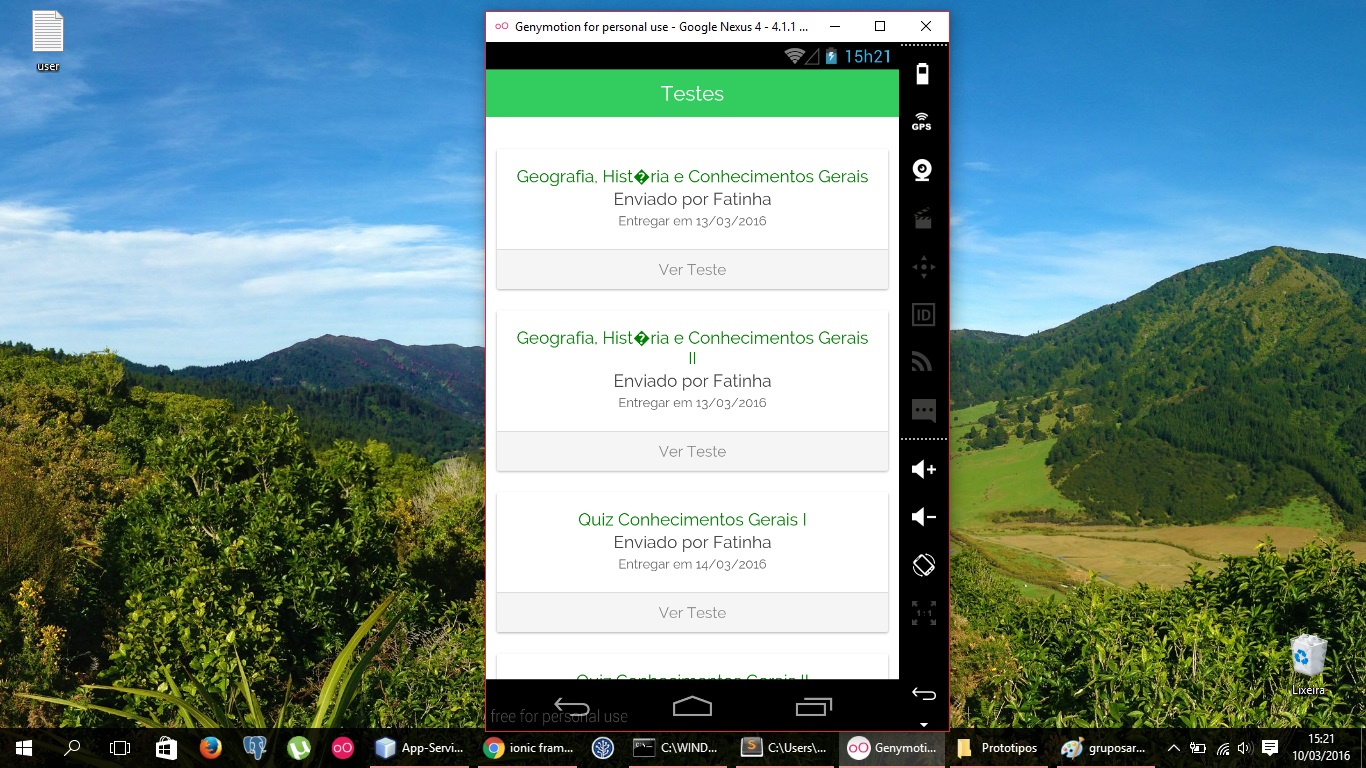 user
Genymotion for personal use - Google Nexus 4 - 4.1.1 ...
15h21
Testes
GPS
Geografia, Hist�ria e Conhecimentos Gerais
Enviado por Fatinha
Entregar em 13/03/2016
Ver Teste
ID
Geografia, Hist�ria e Conhecimentos Gerais
II
Enviado por Fatinha
Entregar em 13/03/2016
Ver Teste
Quiz Conhecimentos Gerais I
Enviado por Fatinha
Entregar em 14/03/2016
Ver Teste
1:1
Quiz Conhecimentos Gerais II
free for personal use
Lixeira
App-Servi...
ionic fram...
C:\WIND...
C:\Users\...
Genymoti...
Prototipos
gruposar...
15:21
10/03/2016